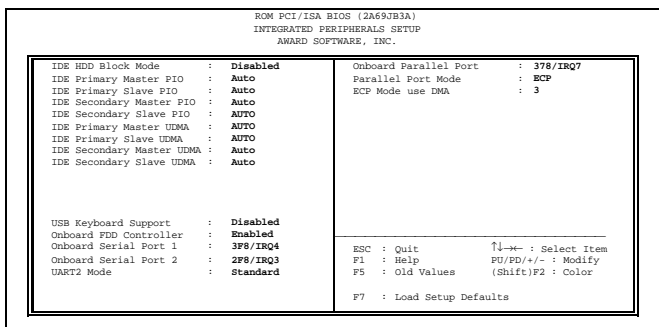 ROM PCI/ISA BIOS (2A69JB3A)
INTEGRATED PERIPHERALS SETUP
AWARD SOFTWARE, INC.
IDE HDD Block Mode : Disabled
IDE Primary Master PIO : Auto
IDE Primary Slave PIO : Auto
IDE Secondary Master PIO : Auto
IDE Secondary Slave PIO : AUTO
IDE Primary Master UDMA : AUTO
IDE Primary Slave UDMA : AUTO
IDE Secondary Master UDMA : Auto
IDE Secondary Slave UDMA : Auto
USB Keyboard Support : Disabled
Onboard FDD Controller : Enabled
Onboard Serial Port 1 : 3F8/IRQ4
Onboard Serial Port 2 : 2F8/IRQ3
UART2 Mode : Standard
Onboard Parallel Port : 378/IRQ7
Parallel Port Mode : ECP
ECP Mode use DMA : 3
ESC : Quit ↑↓→← : Select Item
F1 : Help PU/PD/+/- : Modify
F5 : Old Values (Shift)F2 : Color
F7 : Load Setup Defaults